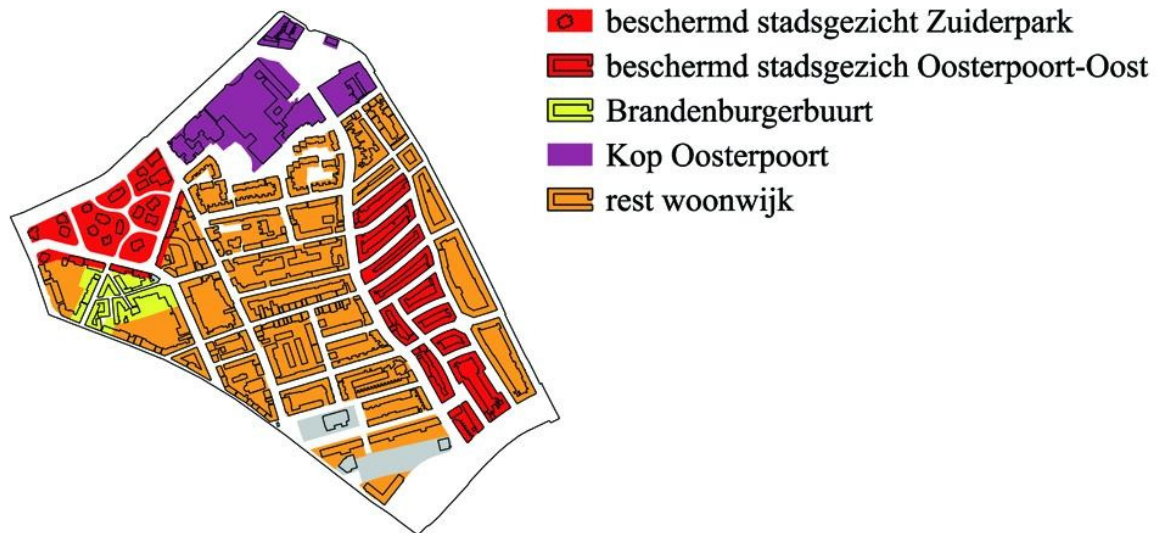 beschermd stadsgezicht Zuiderpark
beschermd stadsgezich Oosterpoort-Oost
Brandenburgerbuurt
Kop Oosterpoort
rest woonwijk